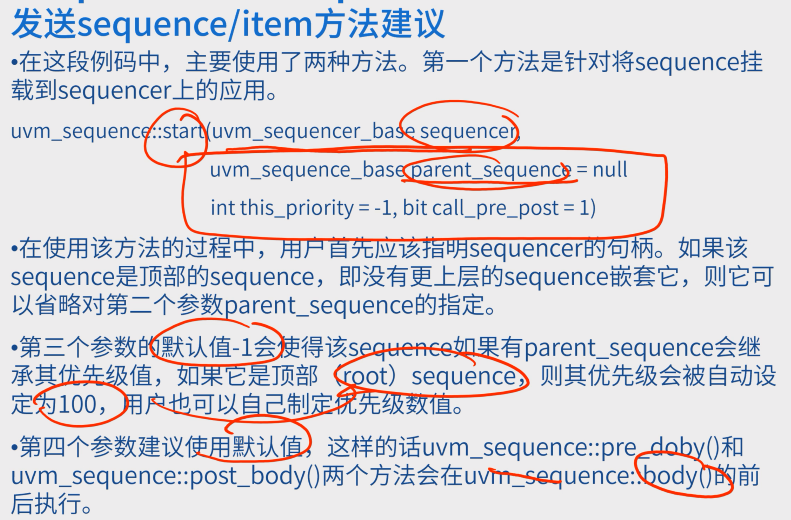 发送sequence/item方法建议
•在这段例码中，主要使用了两种方法。第一个方法是针对将sequence挂
载到sequencer上的应用。
uvm_sequence::start(uvm_sequencer_base sequencer,
uvm_sequence_base parent_sequence = null
int this_priority = -1, bit call_pre_post = 1)
•在使用该方法的过程中，用户首先应该指明sequencer的句柄。如果该
sequence是顶部的sequence，即没有更上层的sequence嵌套它，则它可
以省略对第二个参数parent_sequence的指定。
•第三个参数的默认值-1会使得该sequence如果有parent_sequence会继
承其优先级值，如果它是顶部（root）sequence，则其优先级会被自动设
定为100，用户也可以自己制定优先级数值。
•第四个参数建议使用默认值，这样的话uvm_sequence::pre_doby()和
uvm_sequence::post_body()两个方法会在uvm_sequence::body()的前
后执行。